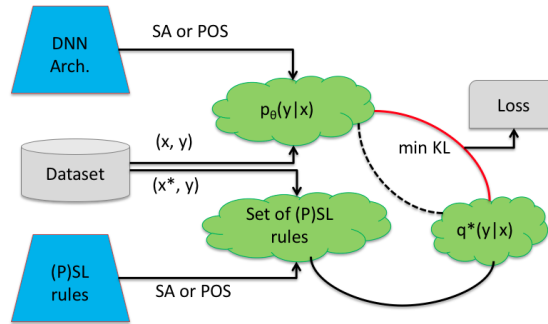 DNN
Arch.
SA or POS
pθ(y|x)
Loss
min KL
(x, y)
(x*, y)
Dataset
Set of (P)SL
rules
q*(y|x)
(P)SL
rules
SA or POS